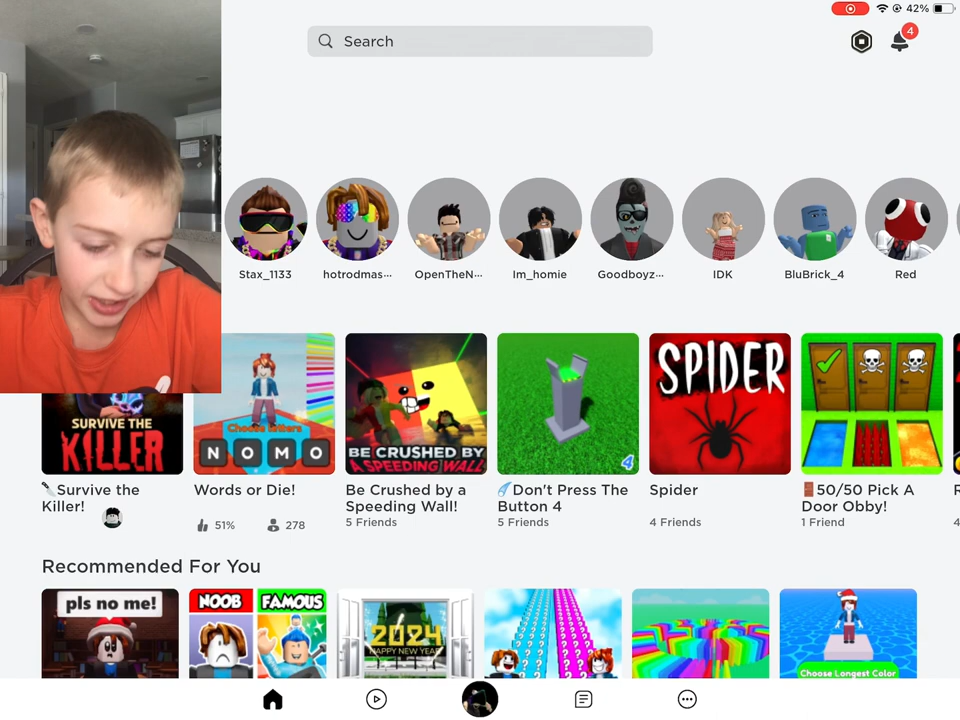 42%
Search
4
Stax_1133
hotrodmas...
OpenTheN...
Im_homie
Goodboyz...
IDK
BluBrick_4
Red
SURVIVE THE
KILLER
Choose letters
N O M O
BE CRUSHED BY
A SPEEDING WALL
4
SPIDER
🔪Survive the
Killer!
Words or Die!
51% 278
Be Crushed by a
Speeding Wall!
5 Friends
Don't Press The
Button 4
5 Friends
Spider
4 Friends
🚪50/50 Pick A
Door Obby!
1 Friend
R
4
Recommended For You
pls no me!
NOOB FAMOUS
2024
HAPPY NEW YEAR
Choose Longest Color